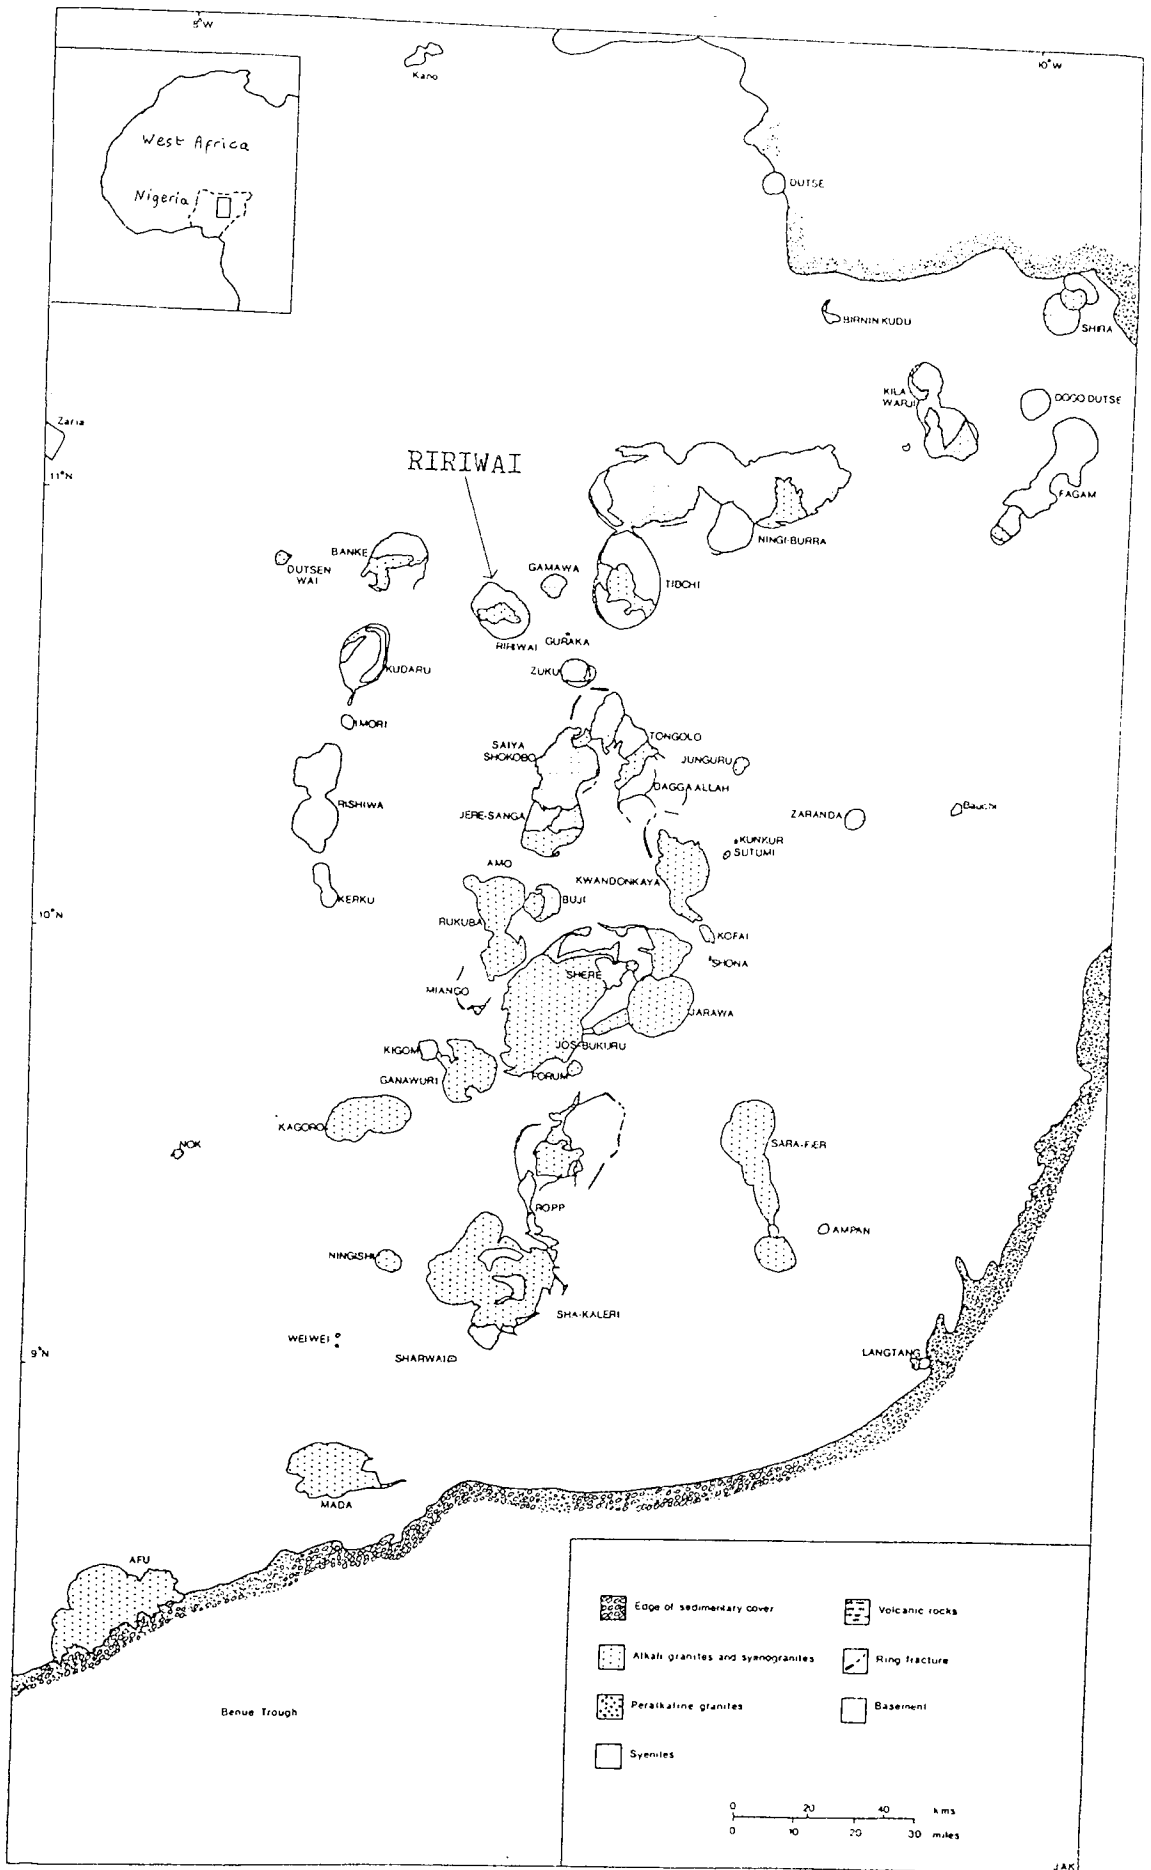 9°W
10°W
Kano
West Africa
Nigeria
DUTSE
BIRNIN KUDU
SHIRA
KILA
WARJI
DOGO DUTSE
Zaria
11°N
RIRIWAI
FAGAM
NINGI-BURRA
BANKE
DUTSEN
WAI
GAMAWA
TIBCHI
RIRIWAI
GURAKA
KUDARU
ZUKU
IMORI
TONGOLO
SAIYA
SHOKOBO
JUNGURU
DAGGA ALLAH
RISHIWA
JERE-SANGA
ZARANDA
Bauchi
KUNKUR
SUTUMI
AMO
KWANDONKAYA
KERKU
BUJI
10°N
RUKUBA
KOFAI
SHERE
SHONA
MIANGO
JARAWA
JOS-BUKURU
KIGOM
GANAWURI
FORUM
KAGORO
SARA-FIER
NOK
ROPP
AMPAN
NINGISHI
SHA-KALERI
WEI WEI
SHARWAI
9°N
LANGTANG
MADA
AFU
Edge of sedimentary cover
Volcanic rocks
Alkali granites and syenogranites
Ring fracture
Peralkaline granites
Basement
Syenites
Benue Trough
0 20 40 kms
0 10 20 30 miles
JAK